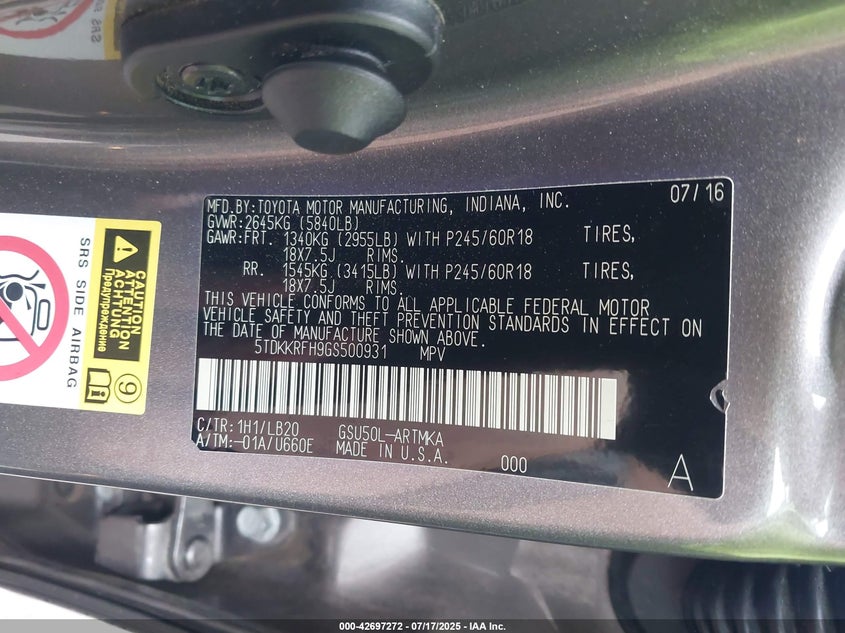 MFD.BY:TOYOTA MOTOR MANUFACTURING, INDIANA, INC. 07/16
GVWR:2645KG (5840LB)
GAWR:FRT. 1340KG (2955LB) WITH P245/60R18 TIRES,
18X7.5J RIMS.
RR. 1545KG (3415LB) WITH P245/60R18 TIRES,
18X7.5J RIMS.
THIS VEHICLE CONFORMS TO ALL APPLICABLE FEDERAL MOTOR
VEHICLE SAFETY AND THEFT PREVENTION STANDARDS IN EFFECT ON
THE DATE OF MANUFACTURE SHOWN ABOVE.
5TDKKRFH9GS500931 MPV
C/TR:1H1/LB20 GSU50L-ARTMKA
A/TM:-01A/U660E MADE IN U.S.A. 000
A
SRS SIDE AIRBAG
CAUTION
ATTENTION
ACHTUNG
Предупреждение
9
000-42697272 - 07/17/2025 - IAA Inc.